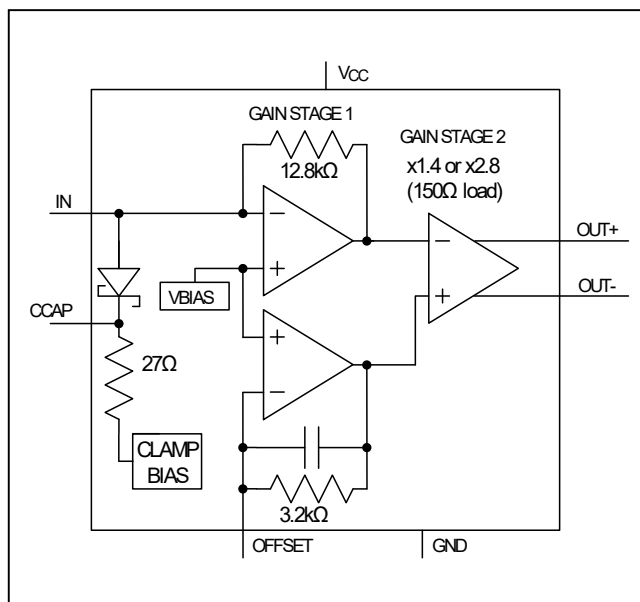 VCC
GAIN STAGE 1
12.8kΩ
GAIN STAGE 2
x1.4 or x2.8
(150Ω load)
IN
−
+
VBIAS
−
+
OUT+
OUT-
CCAP
27Ω
+
−
CLAMP
BIAS
3.2kΩ
OFFSET
GND